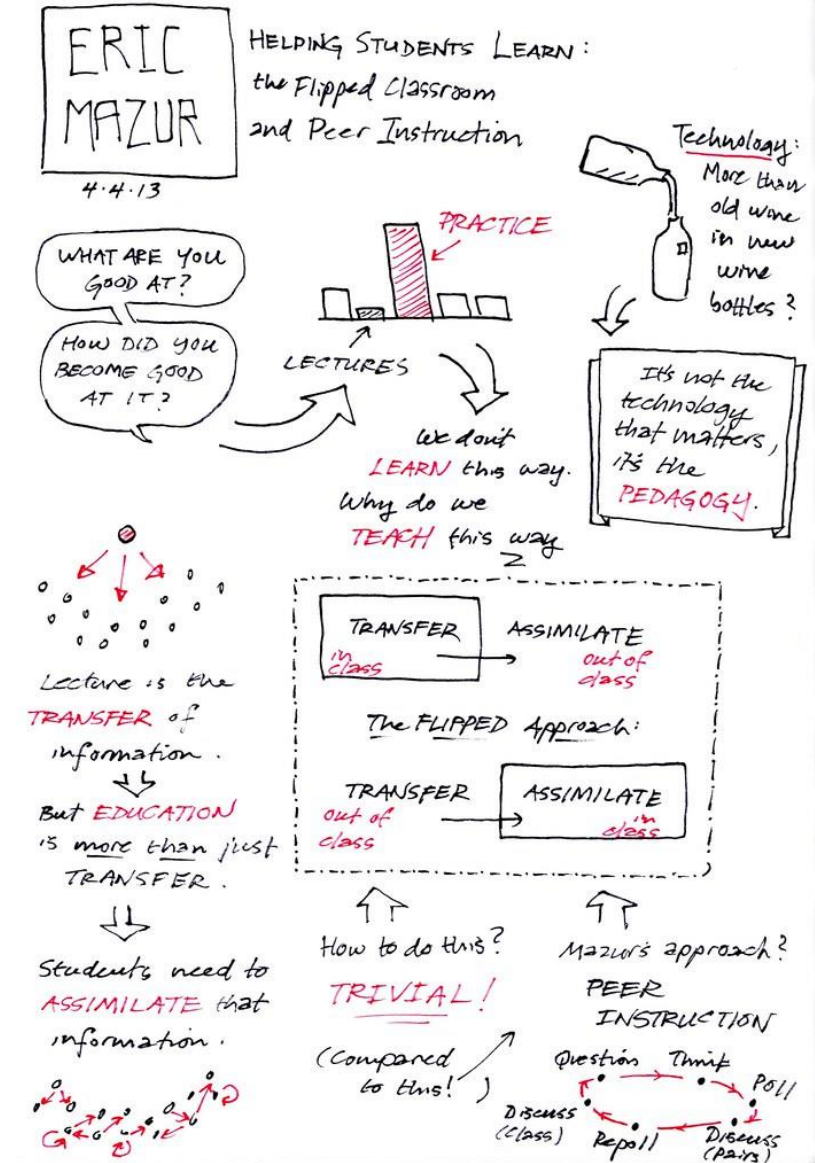 ERIC
MAZUR
4.4.13
HELPING STUDENTS LEARN:
the Flipped Classroom
and Peer Instruction
Technology:
More than
old wine
in new
wine
bottles?
WHAT ARE YOU
GOOD AT?
HOW DID YOU
BECOME GOOD
AT IT?
PRACTICE
LECTURES
It's not the
technology
that matters,
it's the
PEDAGOGY.
We don't
LEARN this way.
Why do we
TEACH this way
?
Lecture is the
TRANSFER of
information.
But EDUCATION
is more than just
TRANSFER.
Students need to
ASSIMILATE that
information.
TRANSFER
in
class
ASSIMILATE
out of
class
The FLIPPED Approach:
TRANSFER
out of
class
ASSIMILATE
in
class
How to do this?
TRIVIAL!
(Compared
to this!)
Mazur's approach?
PEER
INSTRUCTION
Question
Think
Poll
Discuss
(Pairs)
Repoll
Discuss
(Class)